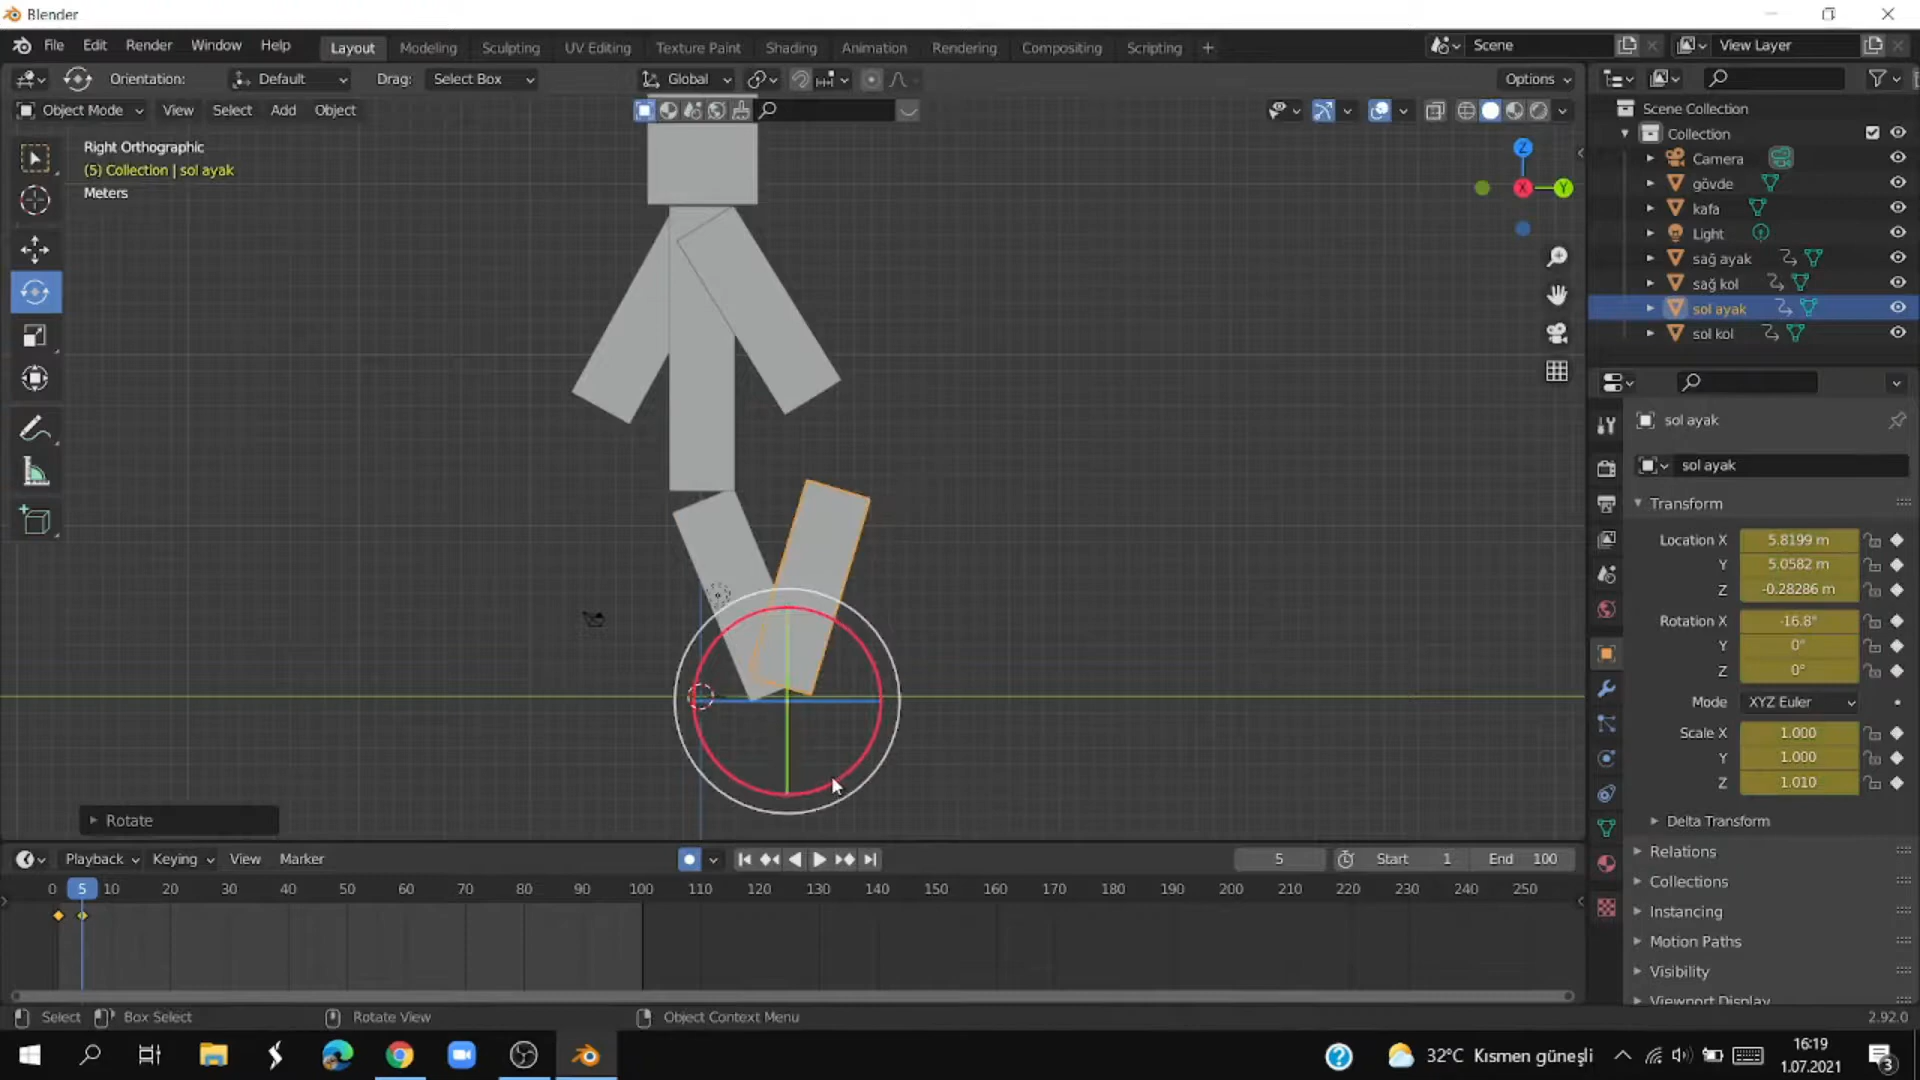 Blender
File Edit Render Window Help Layout Modeling Sculpting UV Editing Texture Paint Shading Animation Rendering Compositing Scripting + Scene View Layer
Orientation: Default Drag: Select Box Global Options
Object Mode View Select Add Object
Right Orthographic
(5) Collection | sol ayak
Meters
Z
X
Y
Scene Collection
Collection
Camera
gövde
kafa
Light
sağ ayak
sağ kol
sol ayak
sol kol
sol ayak
sol ayak
Transform
Location X 5.8199 m
Y 5.0582 m
Z -0.28286 m
Rotation X -16.8°
Y 0°
Z 0°
Mode XYZ Euler
Scale X 1.000
Y 1.000
Z 1.010
Delta Transform
Relations
Collections
Instancing
Motion Paths
Visibility
Viewport Display
Rotate
Playback Keying View Marker 5 Start 1 End 100
0 5 10 20 30 40 50 60 70 80 90 100 110 120 130 140 150 160 170 180 190 200 210 220 230 240 250
Select Box Select Rotate View Object Context Menu 2.92.0
32°C Kısmen güneşli
16:19
1.07.2021
3